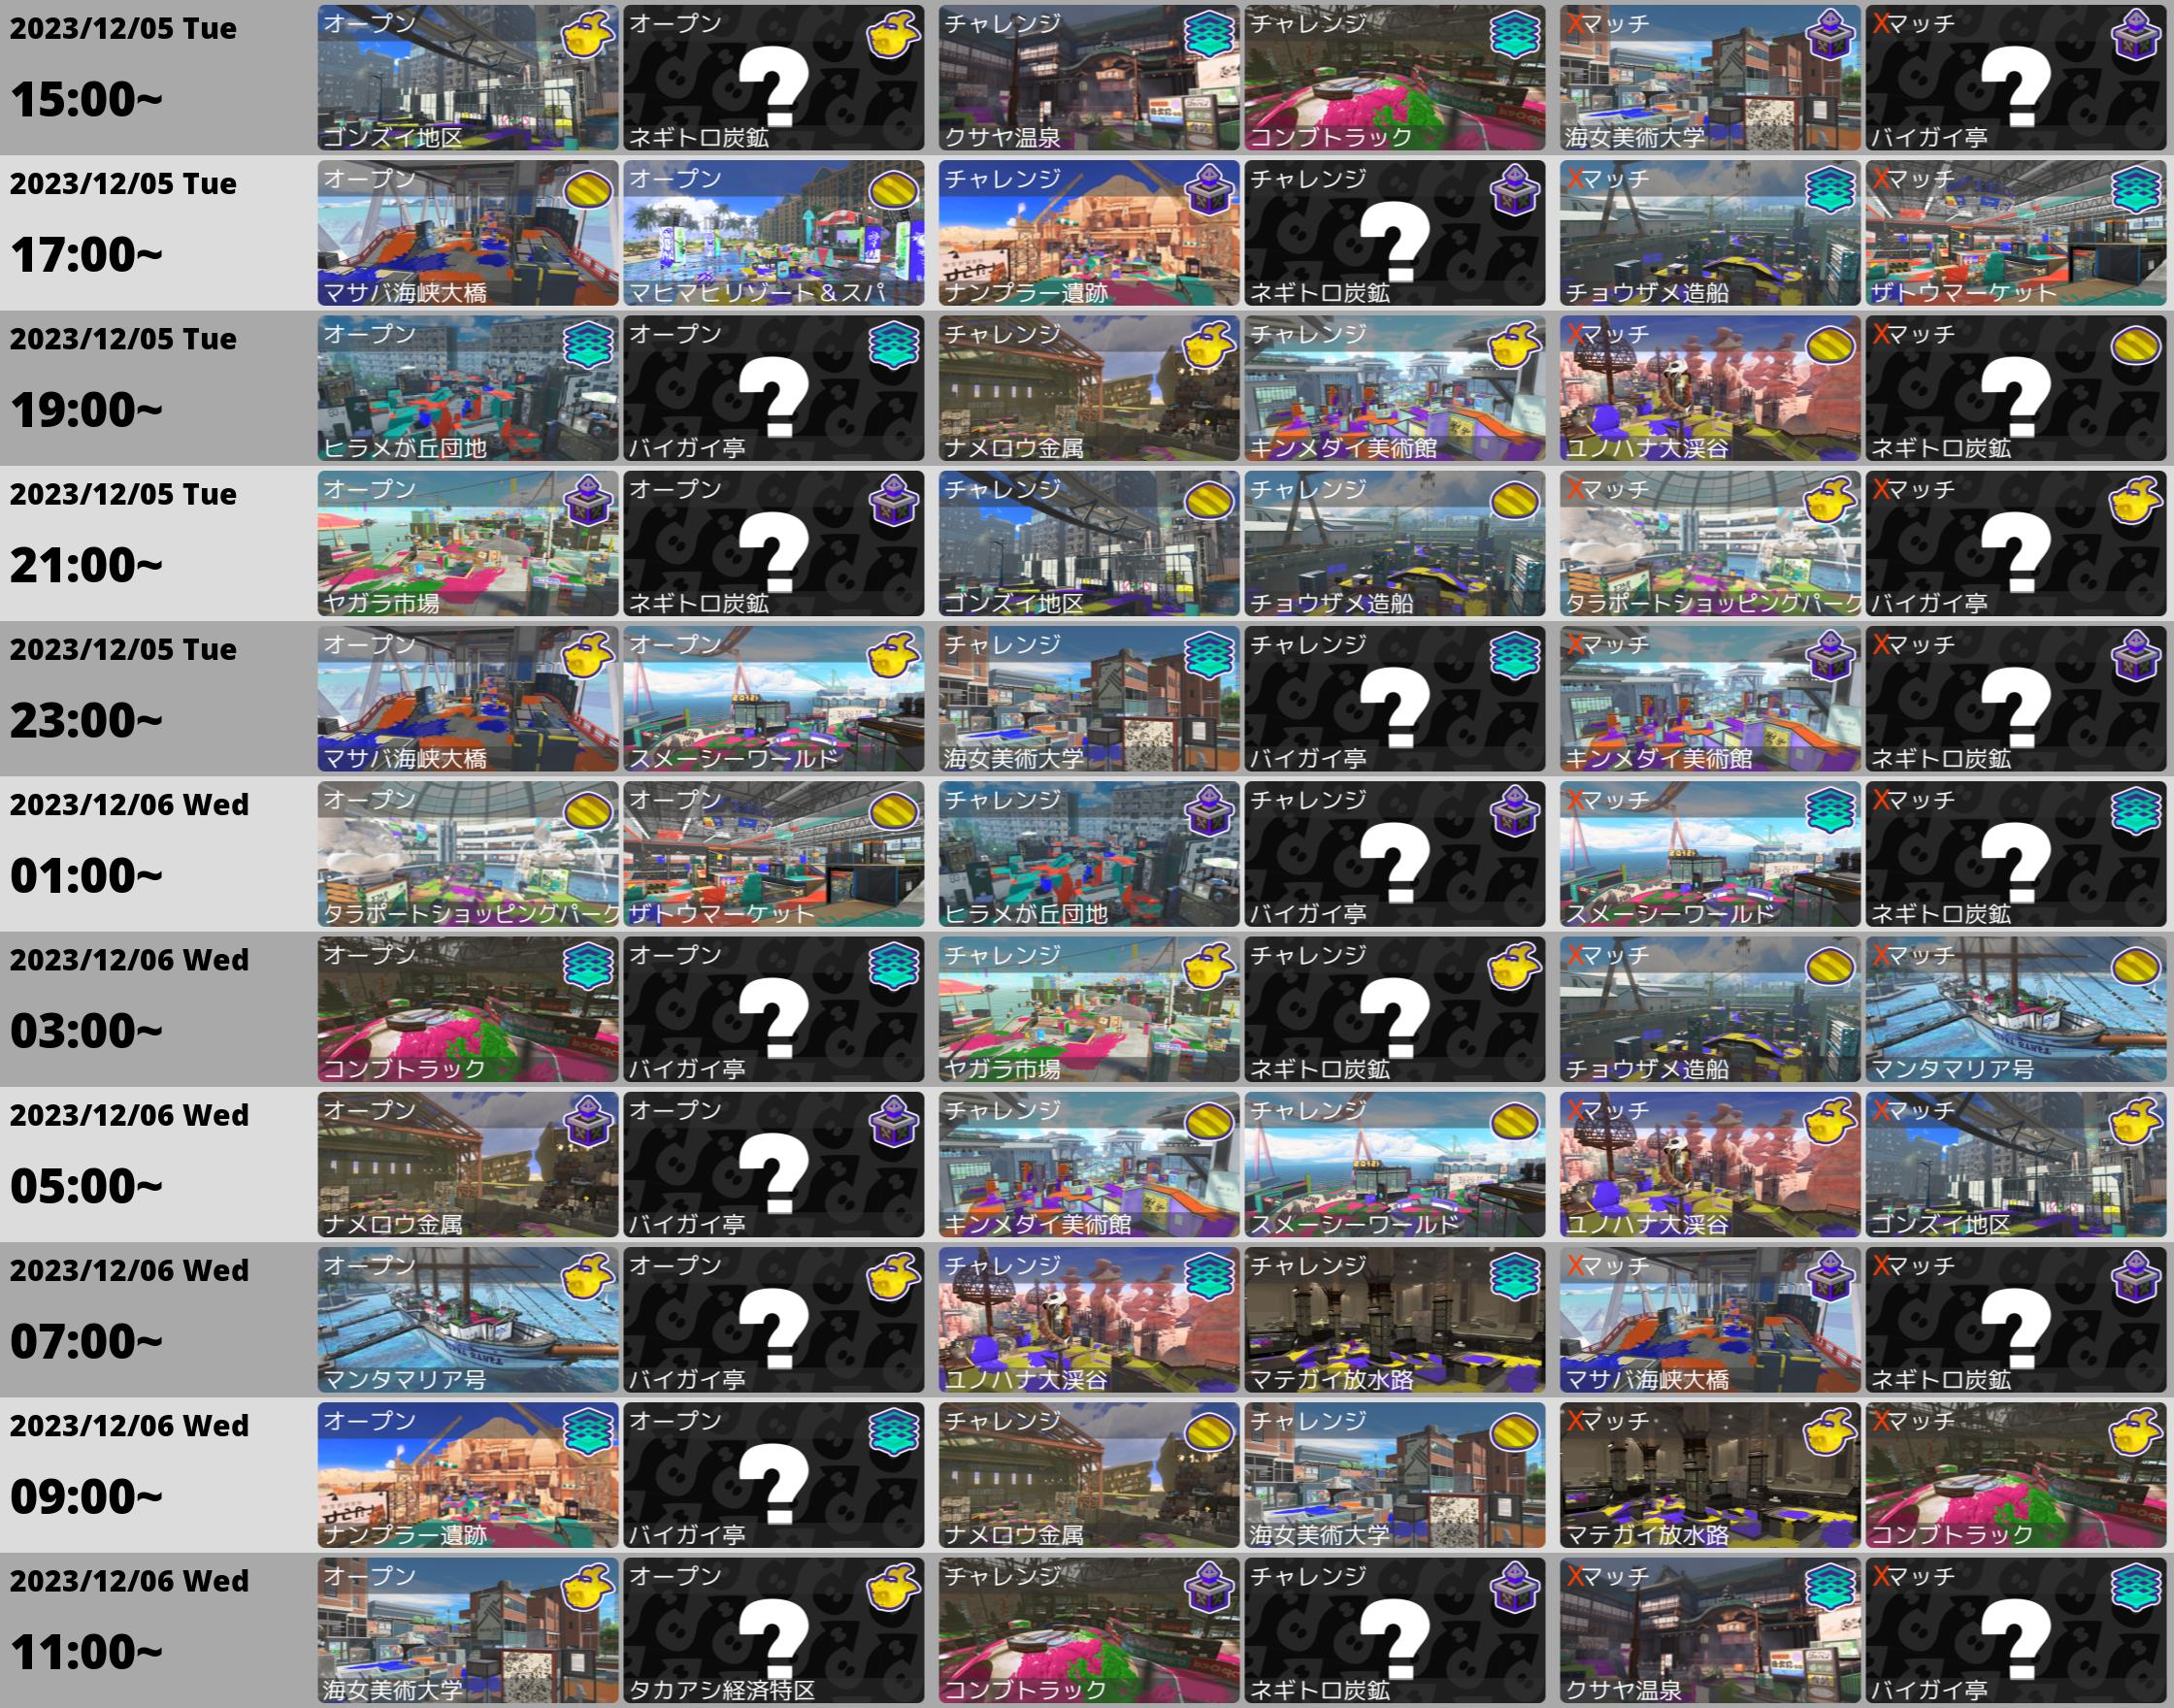 2023/12/05 Tue
15:00~
オープン
ゴンズイ地区
オープン
ネギトロ炭鉱
チャレンジ
クサヤ温泉
チャレンジ
コンブトラック
Xマッチ
海女美術大学
Xマッチ
バイガイ亭
2023/12/05 Tue
17:00~
オープン
マサバ海峡大橋
オープン
マヒマヒリゾート&スパ
チャレンジ
ナンプラー遺跡
チャレンジ
ネギトロ炭鉱
Xマッチ
チョウザメ造船
Xマッチ
ザトウマーケット
2023/12/05 Tue
19:00~
オープン
ヒラメが丘団地
オープン
バイガイ亭
チャレンジ
ナメロウ金属
チャレンジ
キンメダイ美術館
Xマッチ
ユノハナ大渓谷
Xマッチ
ネギトロ炭鉱
2023/12/05 Tue
21:00~
オープン
ヤガラ市場
オープン
ネギトロ炭鉱
チャレンジ
ゴンズイ地区
チャレンジ
チョウザメ造船
Xマッチ
タラポートショッピングパーク
Xマッチ
バイガイ亭
2023/12/05 Tue
23:00~
オープン
マサバ海峡大橋
オープン
スメーシーワールド
チャレンジ
海女美術大学
チャレンジ
バイガイ亭
Xマッチ
キンメダイ美術館
Xマッチ
ネギトロ炭鉱
2023/12/06 Wed
01:00~
オープン
タラポートショッピングパーク
オープン
ザトウマーケット
チャレンジ
ヒラメが丘団地
チャレンジ
バイガイ亭
Xマッチ
スメーシーワールド
Xマッチ
ネギトロ炭鉱
2023/12/06 Wed
03:00~
オープン
コンブトラック
オープン
バイガイ亭
チャレンジ
ヤガラ市場
チャレンジ
ネギトロ炭鉱
Xマッチ
チョウザメ造船
Xマッチ
マンタマリア号
2023/12/06 Wed
05:00~
オープン
ナメロウ金属
オープン
バイガイ亭
チャレンジ
キンメダイ美術館
チャレンジ
スメーシーワールド
Xマッチ
ユノハナ大渓谷
Xマッチ
ゴンズイ地区
2023/12/06 Wed
07:00~
オープン
マンタマリア号
オープン
バイガイ亭
チャレンジ
ユノハナ大渓谷
チャレンジ
マテガイ放水路
Xマッチ
マサバ海峡大橋
Xマッチ
ネギトロ炭鉱
2023/12/06 Wed
09:00~
オープン
ナンプラー遺跡
オープン
バイガイ亭
チャレンジ
ナメロウ金属
チャレンジ
海女美術大学
Xマッチ
マテガイ放水路
Xマッチ
コンブトラック
2023/12/06 Wed
11:00~
オープン
海女美術大学
オープン
タカアシ経済特区
チャレンジ
コンブトラック
チャレンジ
ネギトロ炭鉱
Xマッチ
クサヤ温泉
Xマッチ
バイガイ亭